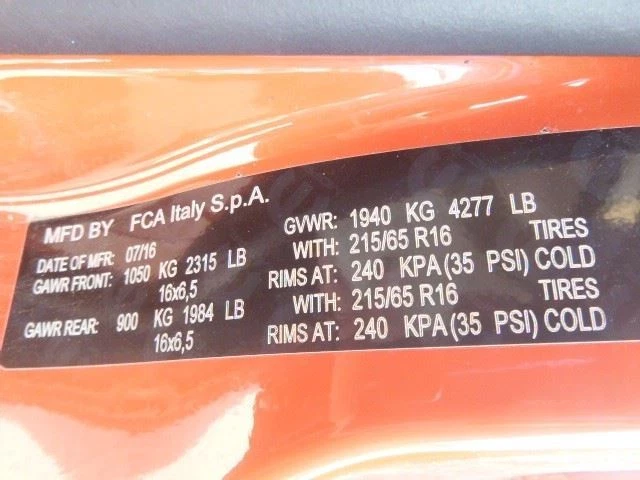 MFD BY FCA Italy S.p.A.
DATE OF MFR: 07/16 GVWR: 1940 KG 4277 LB
GAWR FRONT: 1050 KG 2315 LB WITH: 215/65 R16 TIRES
16x6,5 RIMS AT: 240 KPA(35 PSI) COLD
GAWR REAR: 900 KG 1984 LB WITH: 215/65 R16 TIRES
16x6,5 RIMS AT: 240 KPA(35 PSI) COLD